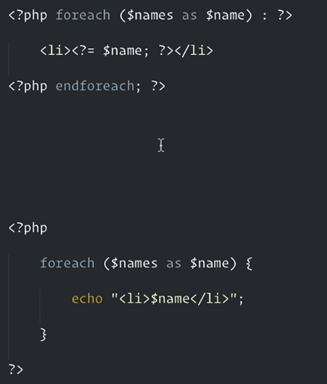 <?php foreach ($names as $name) : ?>
<li><?= $name; ?></li>
<?php endforeach; ?>
<?php
foreach ($names as $name) {
echo "<li>$name</li>";
}
?>